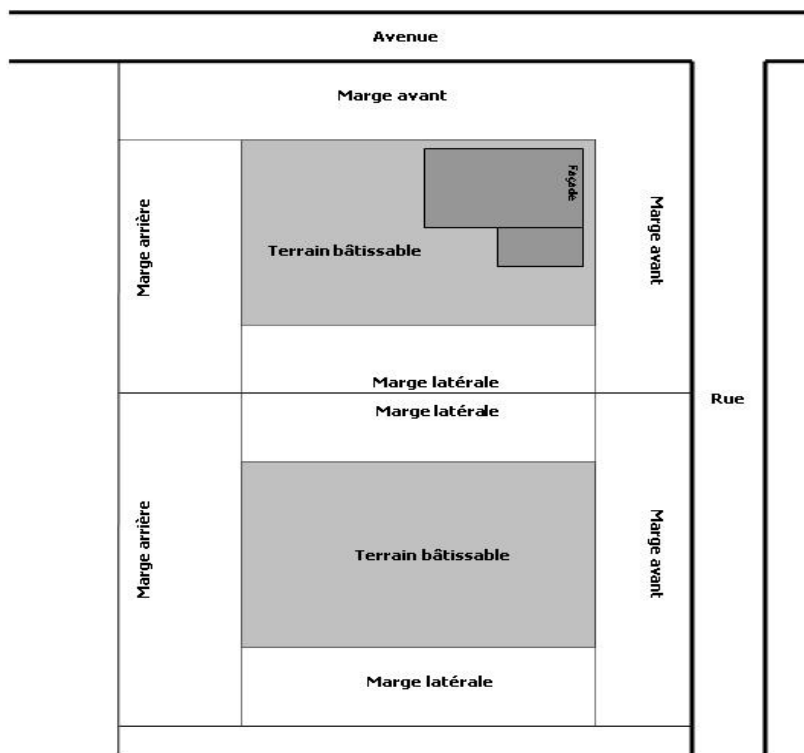 Avenue
Marge avant
Façade
Marge arrière
Marge avant
Terrain bâtissable
Marge latérale
Rue
Marge latérale
Marge arrière
Marge avant
Terrain bâtissable
Marge latérale